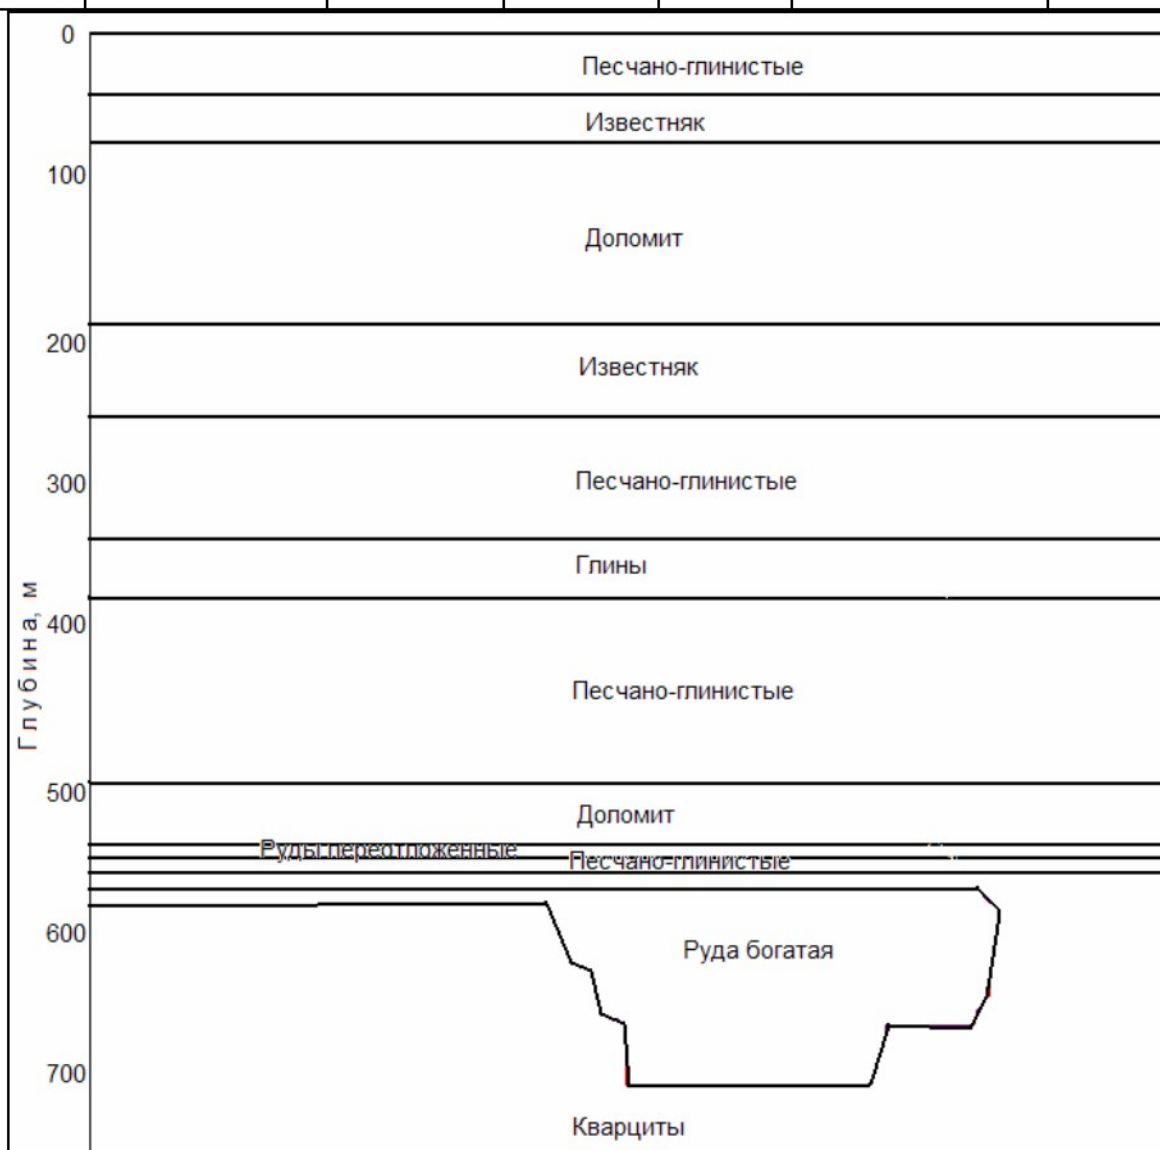 0
Песчано-глинистые
Известняк
100
Доломит
200
Известняк
300
Песчано-глинистые
Глины
Глубина, м
400
Песчано-глинистые
500
Доломит
Руды переотложенные
Песчано-глинистые
600
Руда богатая
700
Кварциты